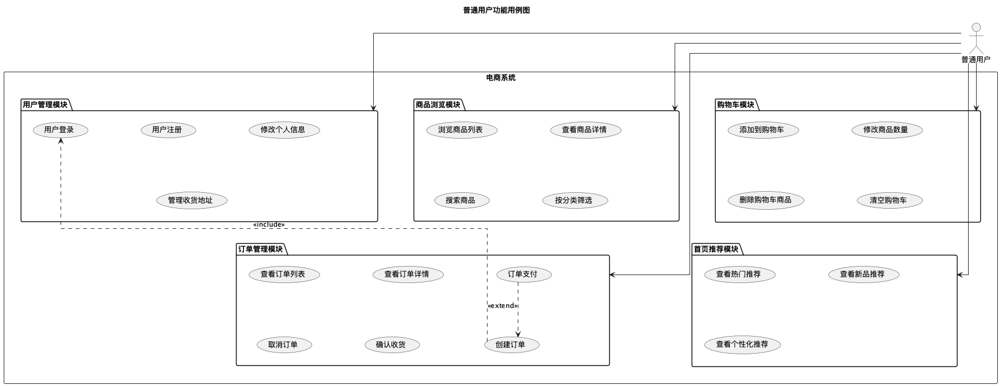 普通用户功能用例图
普通用户
电商系统
用户管理模块
用户登录
用户注册
修改个人信息
管理收货地址
商品浏览模块
浏览商品列表
查看商品详情
搜索商品
按分类筛选
购物车模块
添加到购物车
修改商品数量
删除购物车商品
清空购物车
«include»
订单管理模块
查看订单列表
查看订单详情
订单支付
«extend»
取消订单
确认收货
创建订单
首页推荐模块
查看热门推荐
查看新品推荐
查看个性化推荐